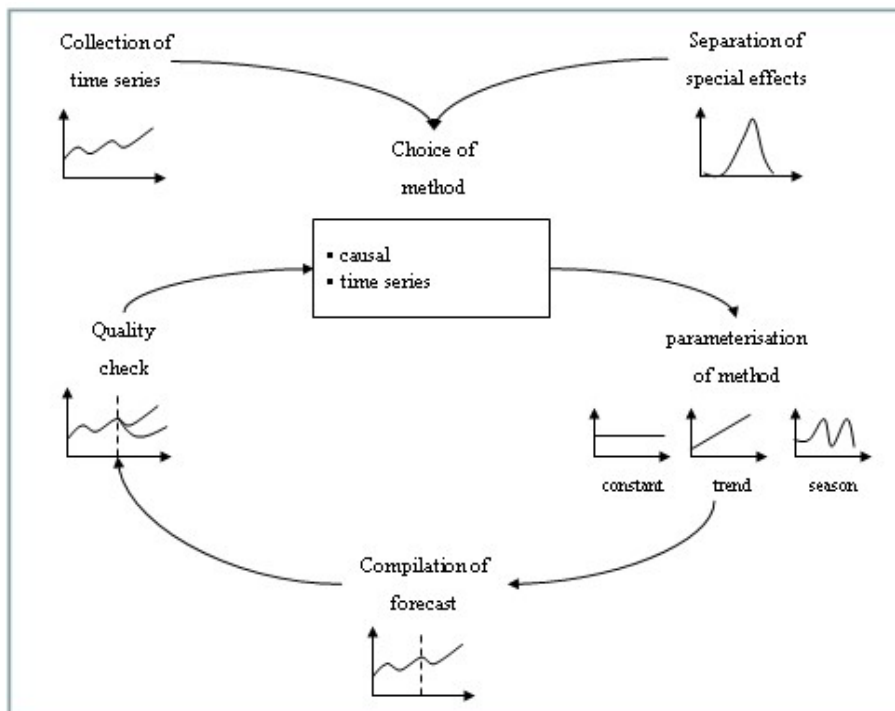 Collection of
time series
Separation of
special effects
Choice of
method
▪ causal
▪ time series
Quality
check
parameterisation
of method
constant
trend
season
Compilation of
forecast